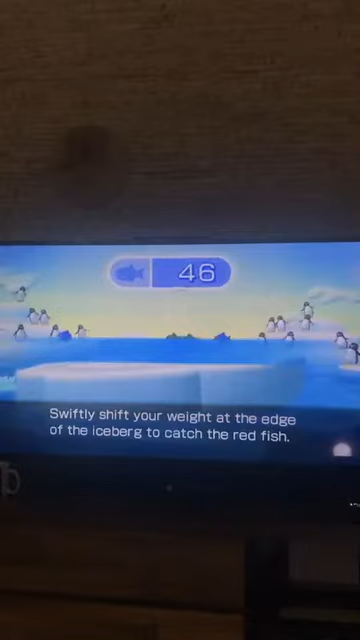 46
Swiftly shift your weight at the edge
of the iceberg to catch the red fish.